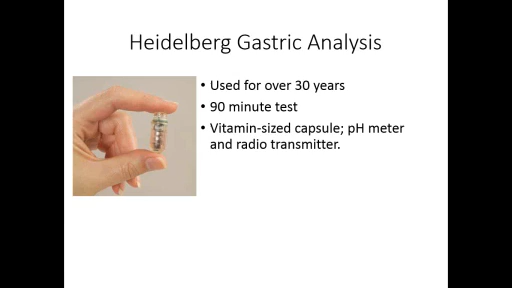 Heidelberg Gastric Analysis
• Used for over 30 years
• 90 minute test
• Vitamin-sized capsule; pH meter
and radio transmitter.